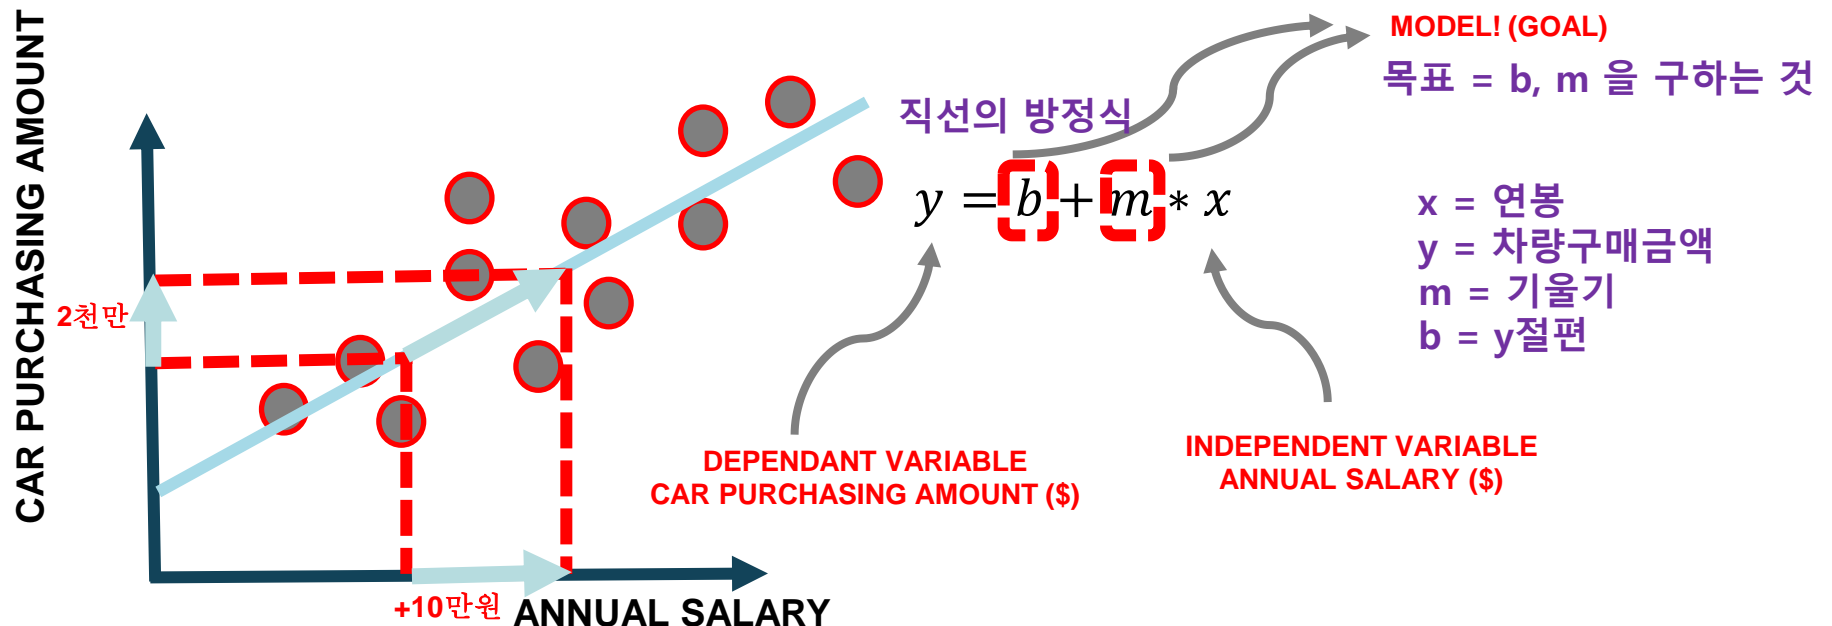 CAR PURCHASING AMOUNT
2천만
+10만원
ANNUAL SALARY
직선의 방정식
y = b + m * x
MODEL! (GOAL)
목표 = b, m 을 구하는 것
x = 연봉
y = 차량구매금액
m = 기울기
b = y절편
DEPENDANT VARIABLE
CAR PURCHASING AMOUNT ($)
INDEPENDENT VARIABLE
ANNUAL SALARY ($)